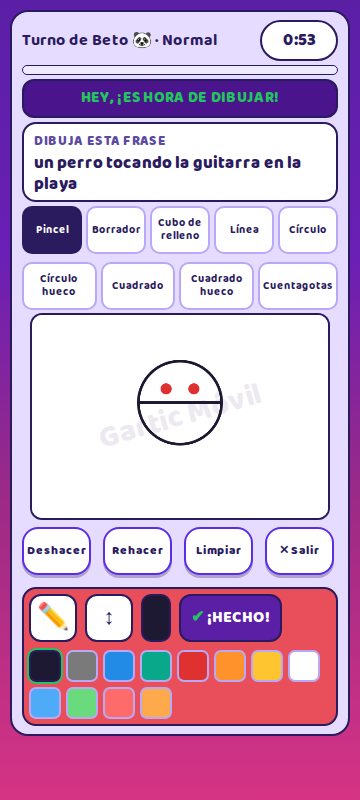 Turno de Beto 🐼 · Normal
0:53
HEY, ¡ES HORA DE DIBUJAR!
DIBUJA ESTA FRASE
un perro tocando la guitarra en la
playa
Pincel
Borrador
Cubo de
relleno
Línea
Círculo
Círculo
hueco
Cuadrado
Cuadrado
hueco
Cuentagotas
Gartic Móvil
Deshacer
Rehacer
Limpiar
✕ Salir
✔ ¡HECHO!